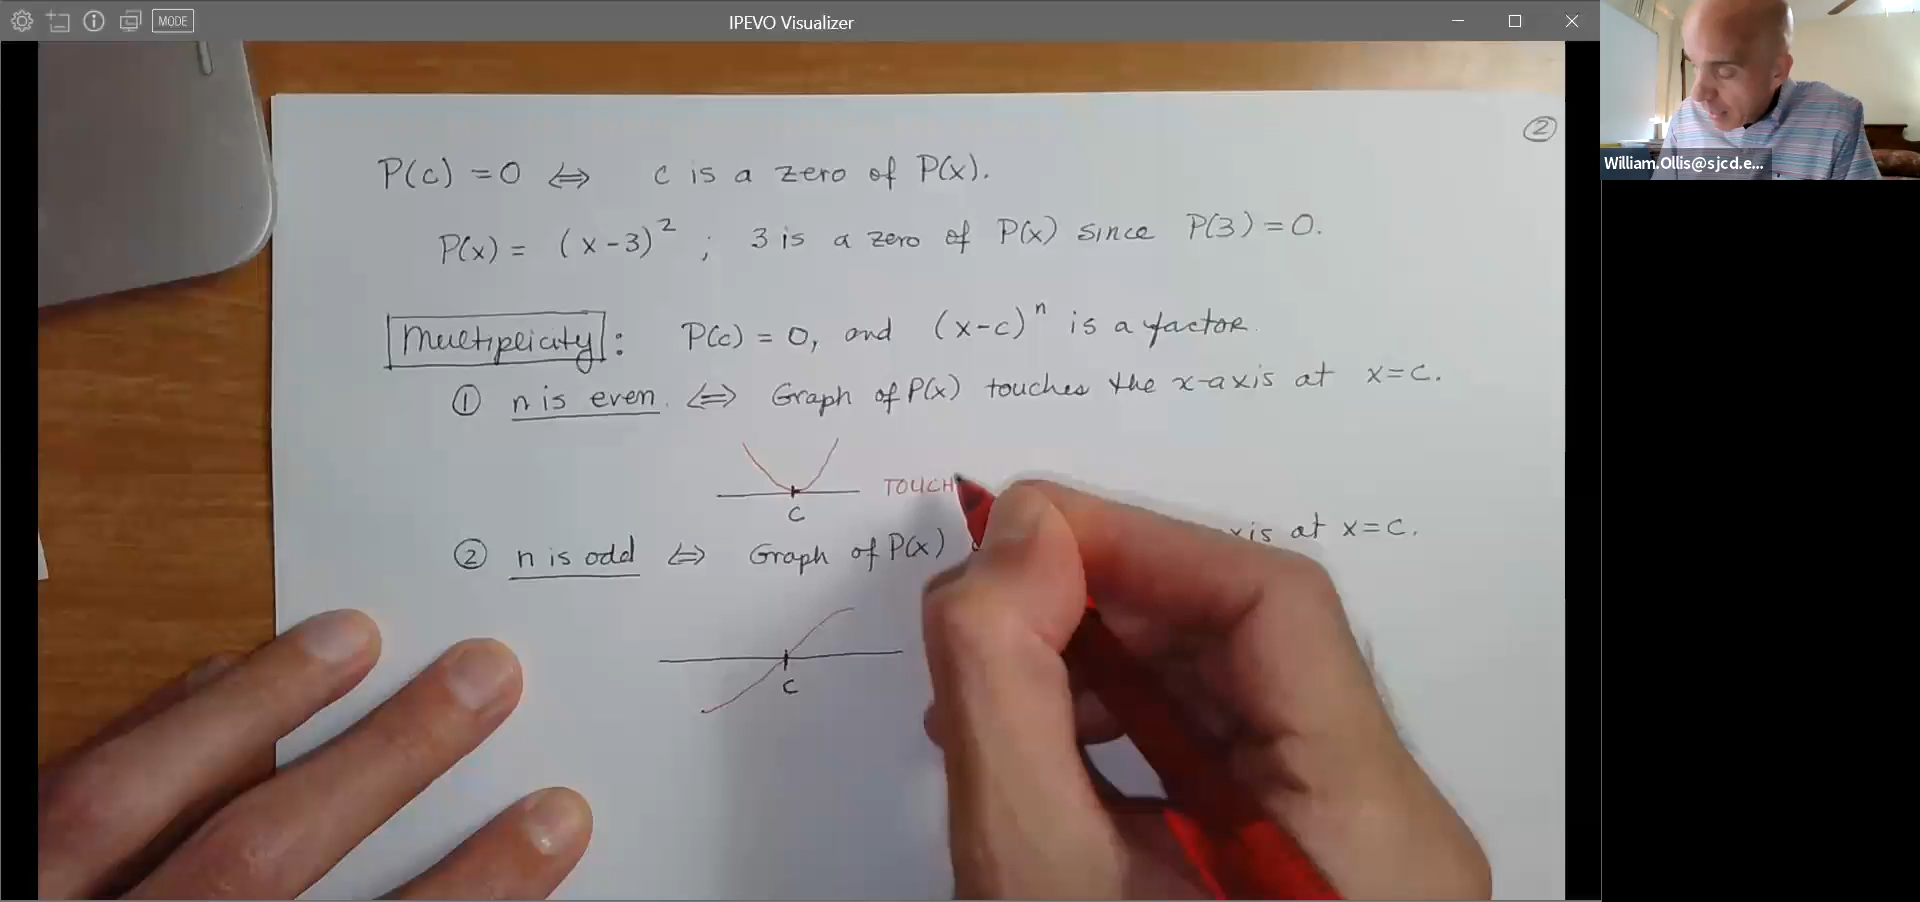 MODE
IPEVO Visualizer
William.Ollis@sjcd.e...
2
P(c) = 0 ⇔ c is a zero of P(x).
P(x) = (x-3)² ; 3 is a zero of P(x) since P(3) = 0.
Multiplicity: P(c) = 0, and (x-c)ⁿ is a factor.
① n is even. ⇔ Graph of P(x) touches the x-axis at x=c.
TOUCH
c
② n is odd ⇔ Graph of P(x) xis at x=c.
c